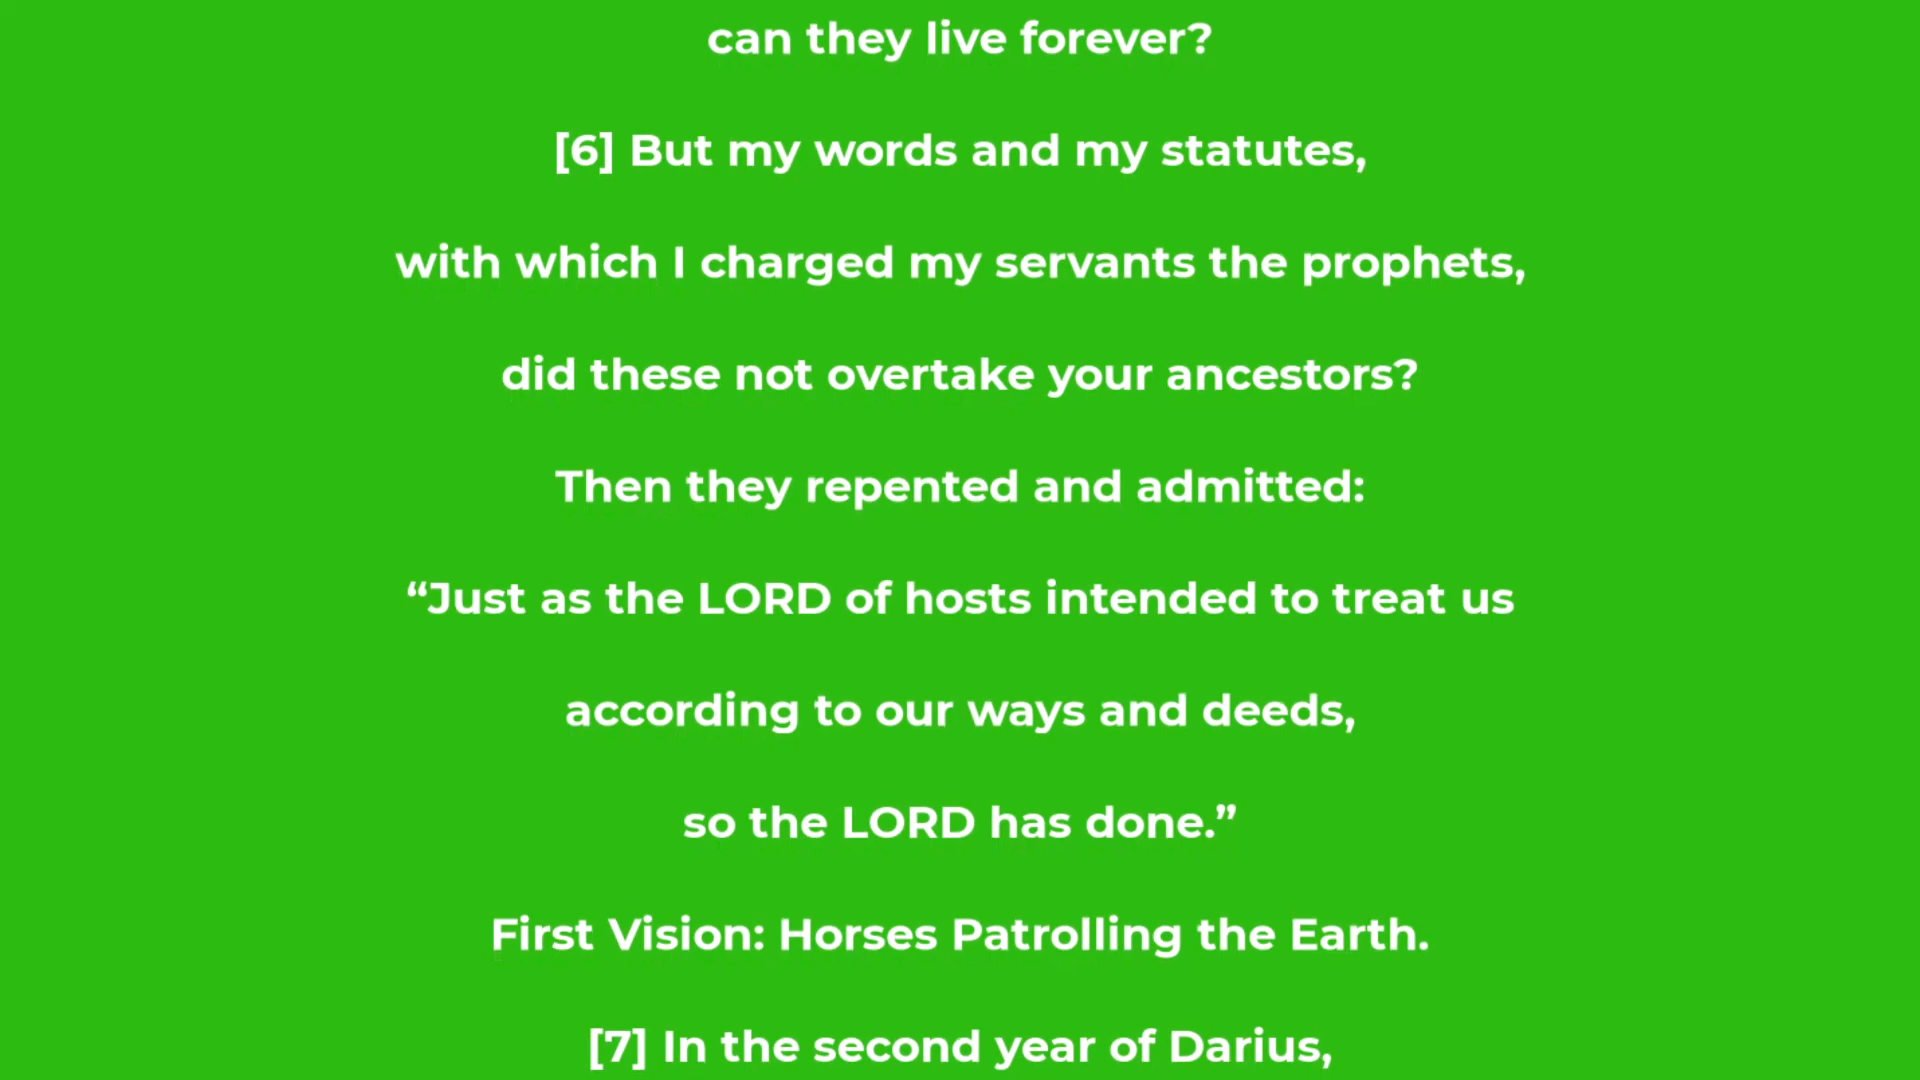 can they live forever?
[6] But my words and my statutes,
with which I charged my servants the prophets,
did these not overtake your ancestors?
Then they repented and admitted:
“Just as the LORD of hosts intended to treat us
according to our ways and deeds,
so the LORD has done.”
First Vision: Horses Patrolling the Earth.
[7] In the second year of Darius,